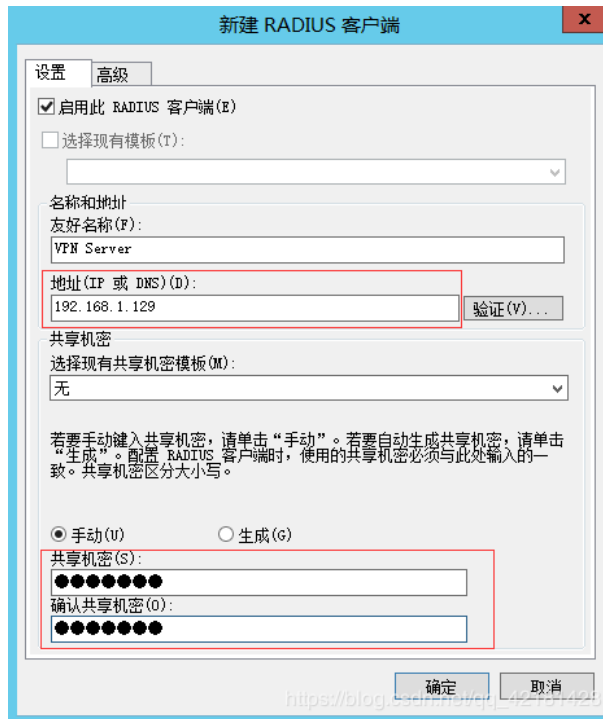 新建 RADIUS 客户端
x
设置 高级
启用此 RADIUS 客户端(E)
选择现有模板(T):
名称和地址
友好名称(F):
VPN Server
地址(IP 或 DNS)(D):
192.168.1.129 验证(V)...
共享机密
选择现有共享机密模板(M):
无
若要手动键入共享机密，请单击“手动”。若要自动生成共享机密，请单击
“生成”。配置 RADIUS 客户端时，使用的共享机密必须与此处输入的一
致。共享机密区分大小写。
手动(U) 生成(G)
共享机密(S):
●●●●●●●
确认共享机密(O):
●●●●●●●
确定 取消
https://blog.csdn.net/qq_42161428